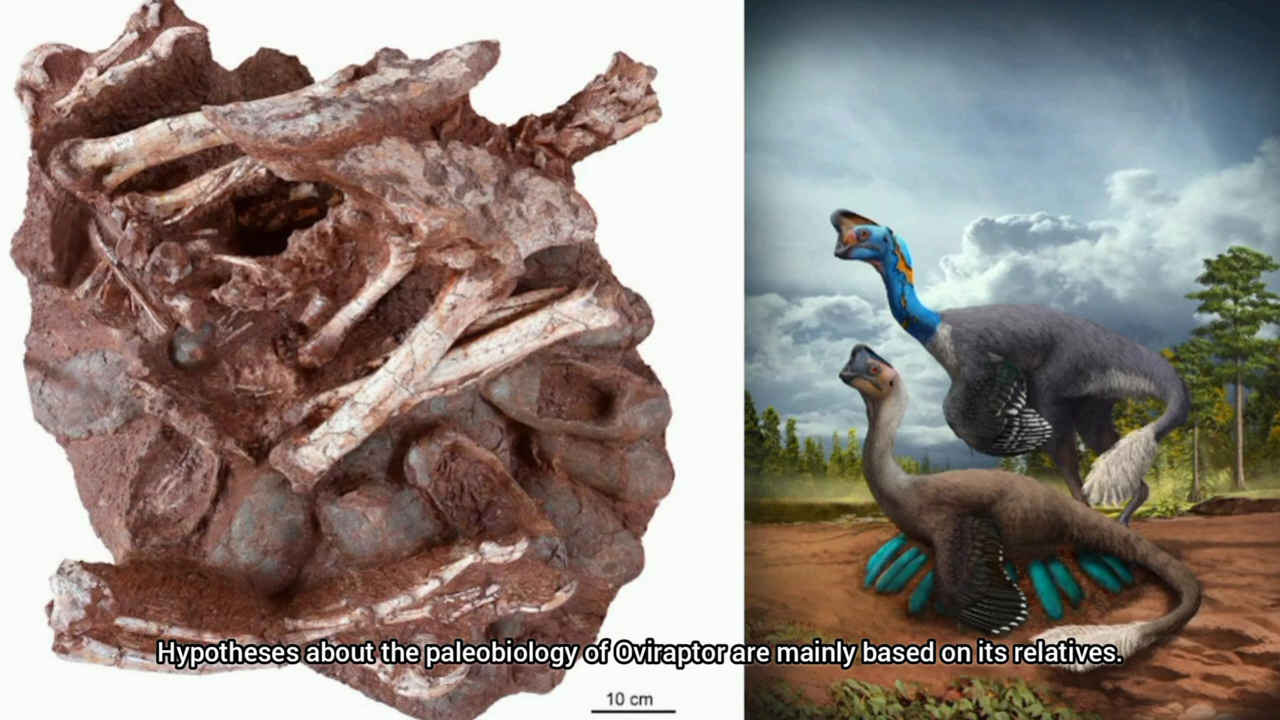 10 cm
Hypotheses about the paleobiology of Oviraptor are mainly based on its relatives.